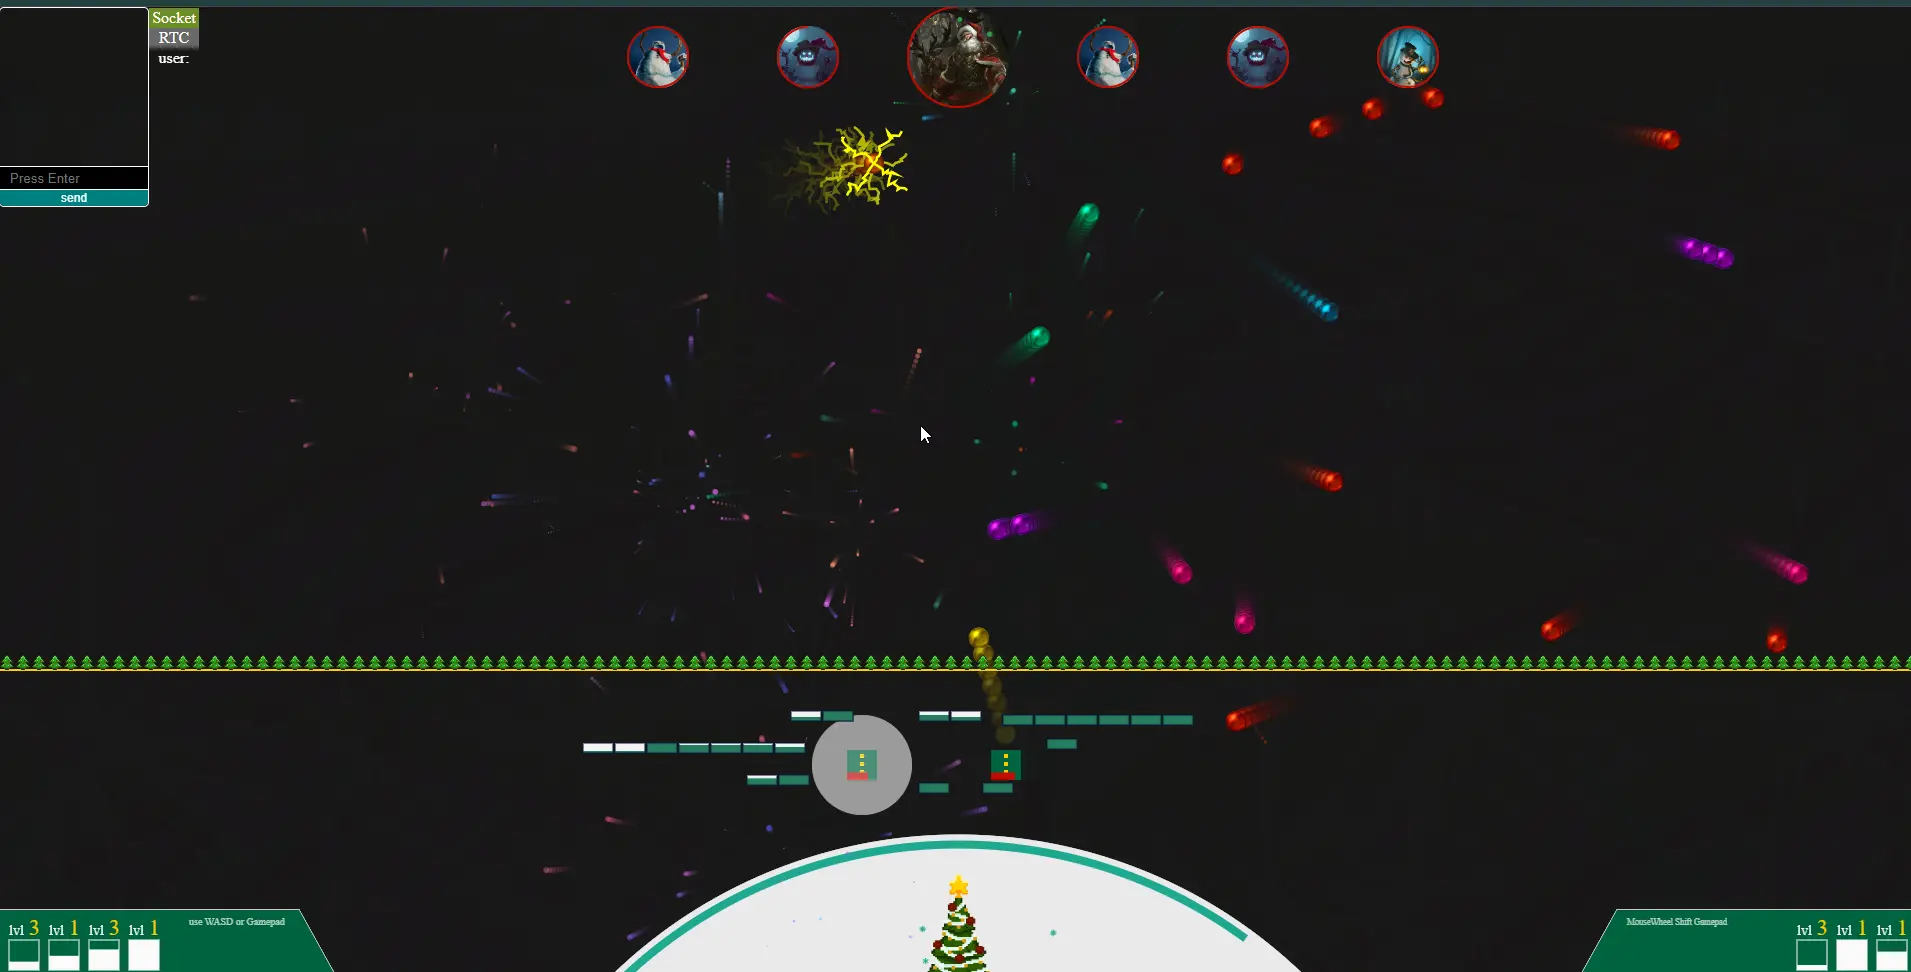 Socket
RTC
user:
Press Enter
send
lvl 3 lvl 1 lvl 3 lvl 1
use WASD or Gamepad
MouseWheel Shift Gamepad
lvl 3 lvl 1 lvl 1